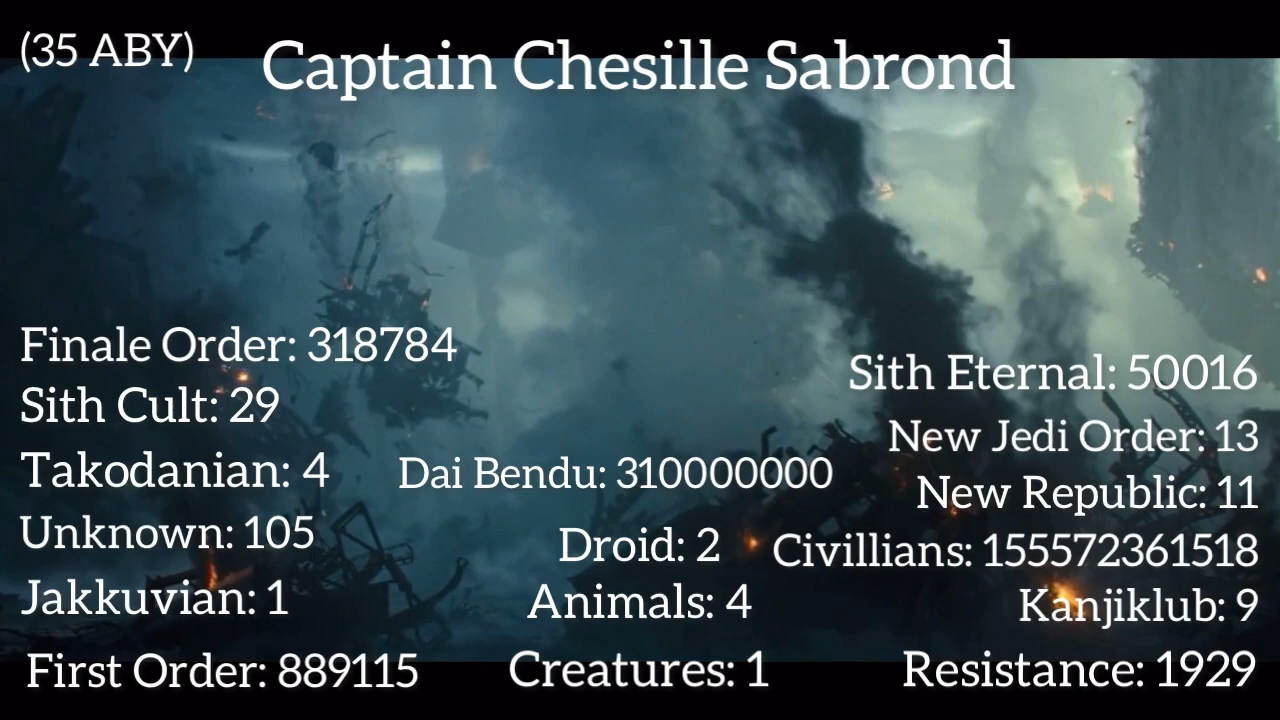 (35 ABY)
Captain Chesille Sabrond
Finale Order: 318784
Sith Cult: 29
Takodanian: 4
Unknown: 105
Jakkuvian: 1
First Order: 889115
Dai Bendu: 310000000
Droid: 2
Animals: 4
Creatures: 1
Sith Eternal: 50016
New Jedi Order: 13
New Republic: 11
Civillians: 155572361518
Kanjiklub: 9
Resistance: 1929